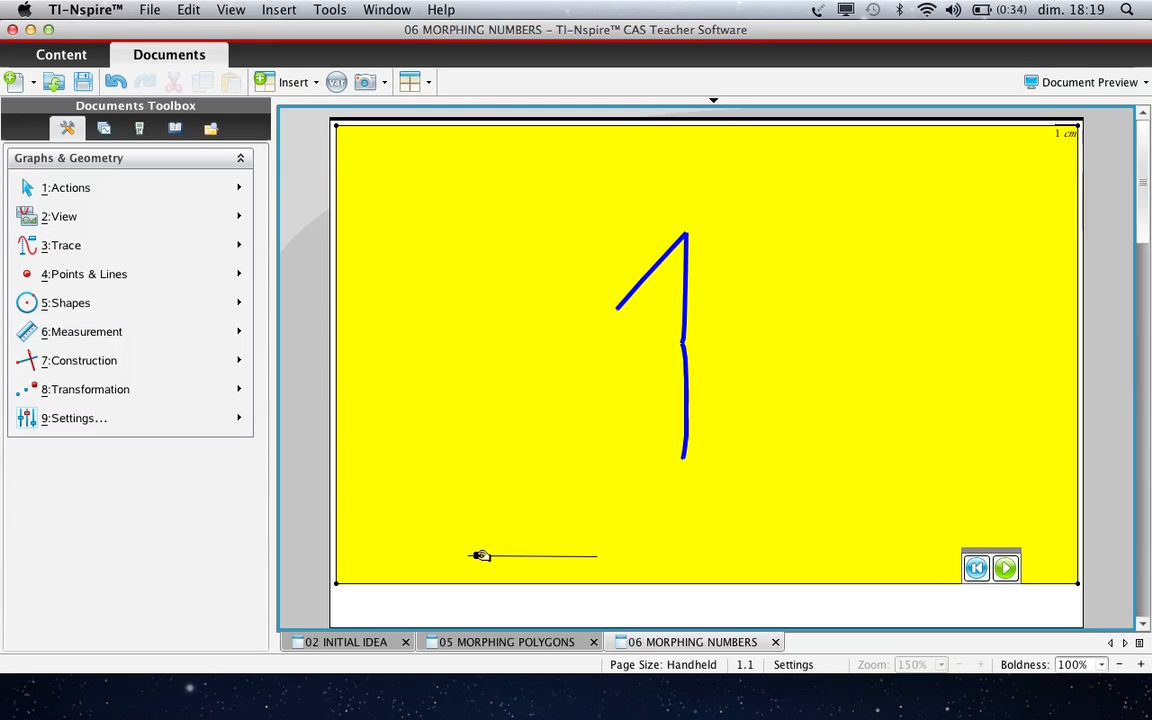 TI-Nspire™ File Edit View Insert Tools Window Help (0:34) dim. 18:19
06 MORPHING NUMBERS – TI-Nspire™ CAS Teacher Software
Content Documents
Insert var Document Preview
Documents Toolbox
Graphs & Geometry
1:Actions
2:View
3:Trace
4:Points & Lines
5:Shapes
6:Measurement
7:Construction
8:Transformation
9:Settings...
1 cm
1
02 INITIAL IDEA 05 MORPHING POLYGONS 06 MORPHING NUMBERS
Page Size: Handheld 1.1 Settings Zoom: 150% Boldness: 100%